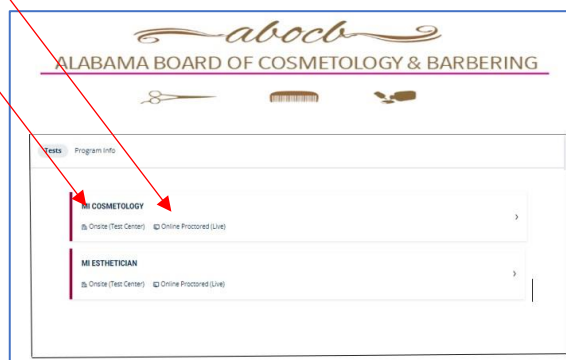 abocb
ALABAMA BOARD OF COSMETOLOGY & BARBERING
Tests Program Info
MI COSMETOLOGY
Onsite (Test Center) Online Proctored (Live)
MI ESTHETICIAN
Onsite (Test Center) Online Proctored (Live)